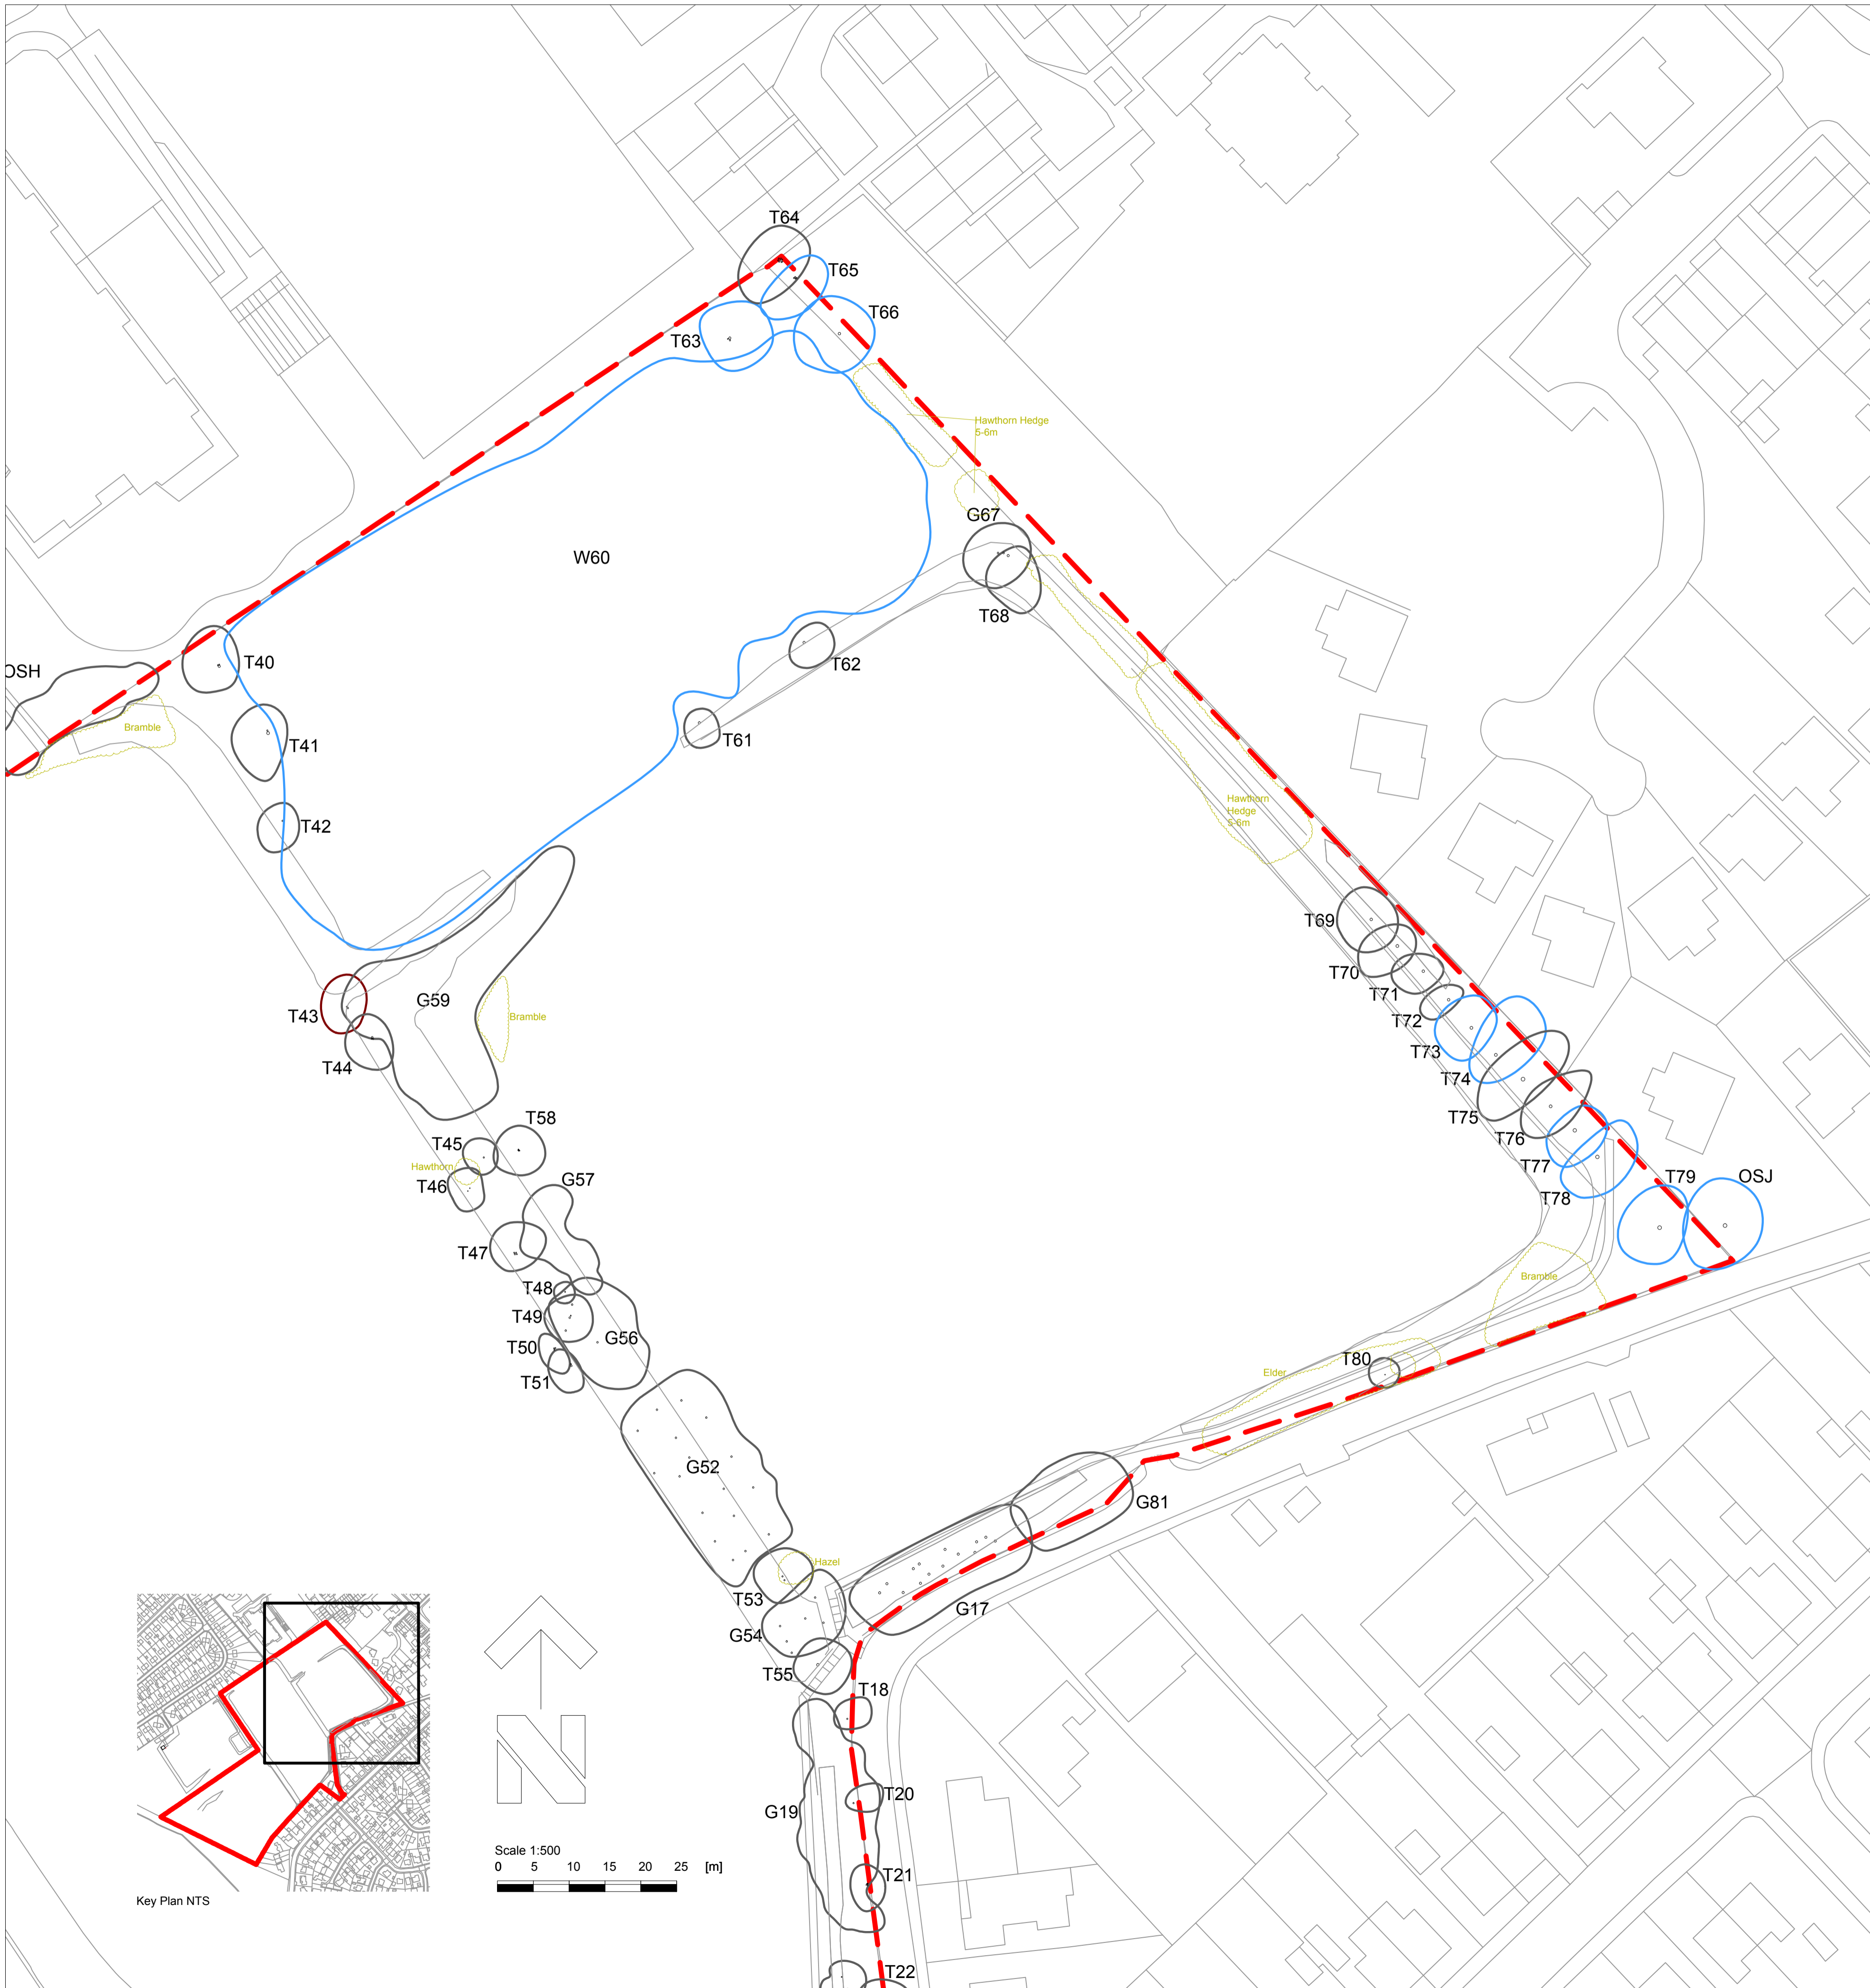 T64
T65
T66
T63
Hawthorn Hedge
5-6m
G67
W60
T68
T40
OSH
T62
Bramble
T41
T61
T42
Hawthorn
Hedge
5-6m
T69
T70
T71
G59
T43
Bramble
T72
T44
T73
T74
T58
T75
T45
T76
Hawthorn
T77
T79
OSJ
T46
G57
T78
T47
Bramble
T48
T49
G56
T50
T80
T51
Elder
G52
G81
Hazel
T53
G17
G54
T55
T18
T20
G19
Scale 1:500
0 5 10 15 20 25 [m]
T21
Key Plan NTS
T22
N